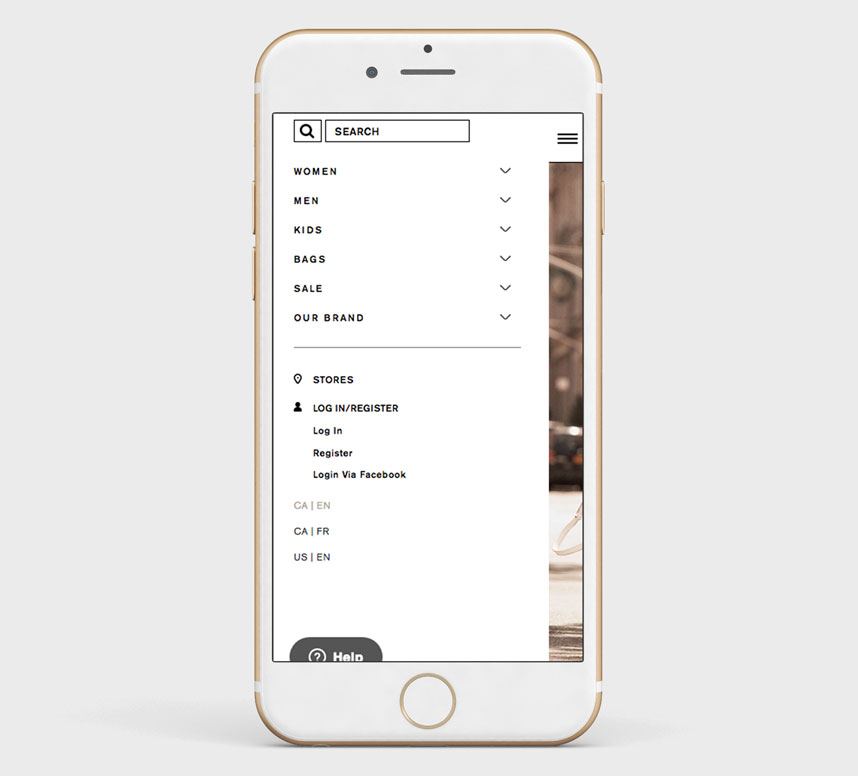 SEARCH
WOMEN
MEN
KIDS
BAGS
SALE
OUR BRAND
STORES
LOG IN/REGISTER
Log In
Register
Login Via Facebook
CA | EN
CA | FR
US | EN
Help